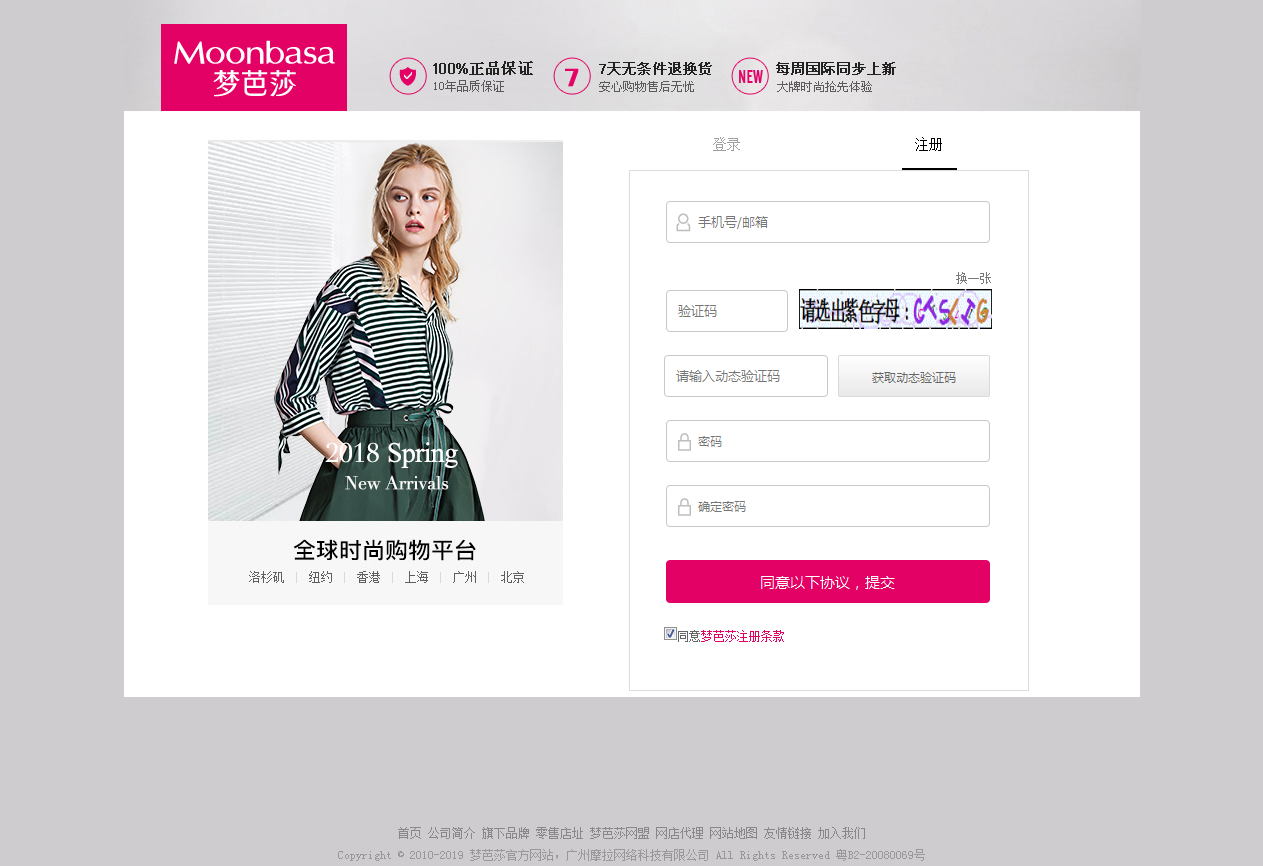 Moonbasa
梦芭莎
100%正品保证
10年品质保证
7
7天无条件退换货
安心购物售后无忧
NEW
每周国际同步上新
大牌时尚抢先体验
登录
注册
手机号/邮箱
换一张
验证码
请选出紫色字母：
请输入动态验证码
获取动态验证码
密码
确定密码
同意以下协议，提交
同意梦芭莎注册条款
2018 Spring
New Arrivals
全球时尚购物平台
洛杉矶 | 纽约 | 香港 | 上海 | 广州 | 北京
首页 公司简介 旗下品牌 零售店址 梦芭莎网盟 网店代理 网站地图 友情链接 加入我们
Copyright © 2010-2019 梦芭莎官方网站，广州摩拉网络科技有限公司 All Rights Reserved 粤B2-20080069号